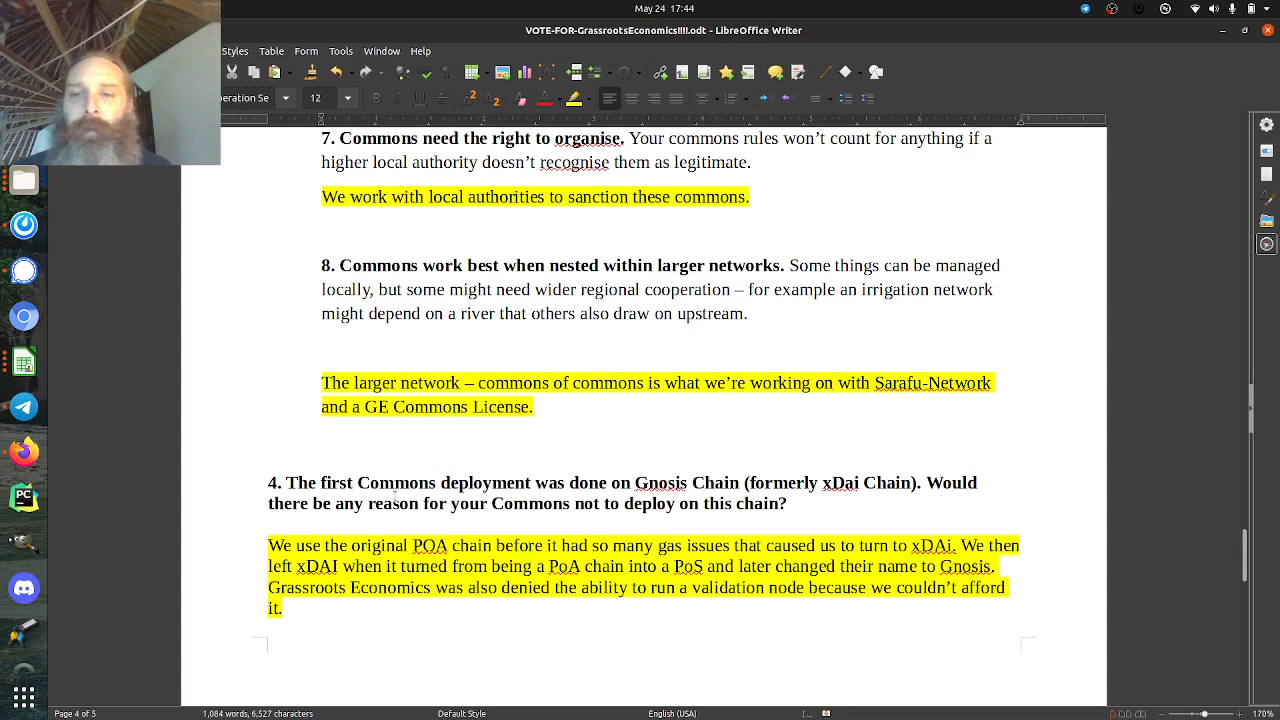 May 24 17:44
VOTE-FOR-GrassrootsEconomics!!!!.odt - LibreOffice Writer
Styles Table Form Tools Window Help
peration Se 12
7. Commons need the right to organise. Your commons rules won’t count for anything if a
higher local authority doesn’t recognise them as legitimate.
We work with local authorities to sanction these commons.
8. Commons work best when nested within larger networks. Some things can be managed
locally, but some might need wider regional cooperation – for example an irrigation network
might depend on a river that others also draw on upstream.
The larger network – commons of commons is what we’re working on with Sarafu-Network
and a GE Commons License.
4. The first Commons deployment was done on Gnosis Chain (formerly xDai Chain). Would
there be any reason for your Commons not to deploy on this chain?
We use the original POA chain before it had so many gas issues that caused us to turn to xDAi. We then
left xDAI when it turned from being a PoA chain into a PoS and later changed their name to Gnosis.
Grassroots Economics was also denied the ability to run a validation node because we couldn’t afford
it.
Page 4 of 5 1,084 words, 6,527 characters Default Style English (USA) 170%